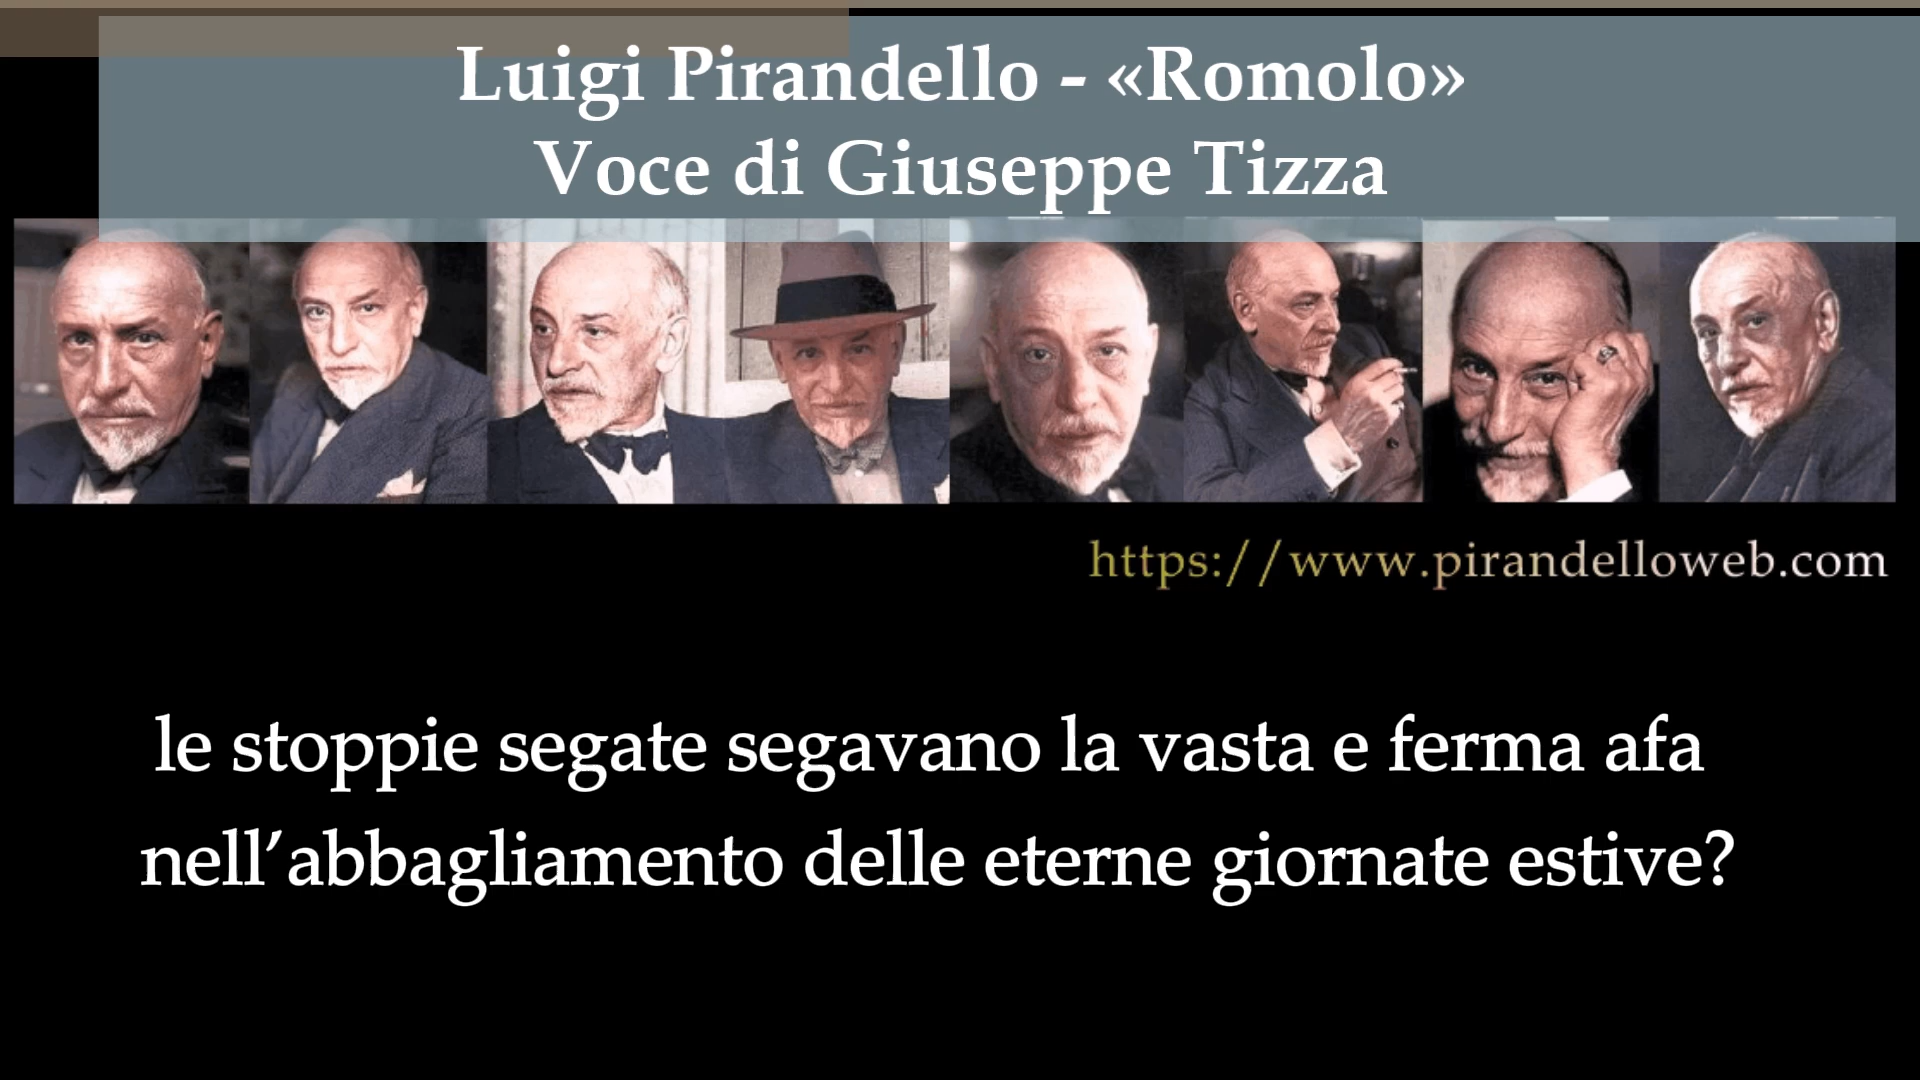 Luigi Pirandello - «Romolo»
Voce di Giuseppe Tizza
https://www.pirandelloweb.com
le stoppie segate segavano la vasta e ferma afa
nell’abbagliamento delle eterne giornate estive?